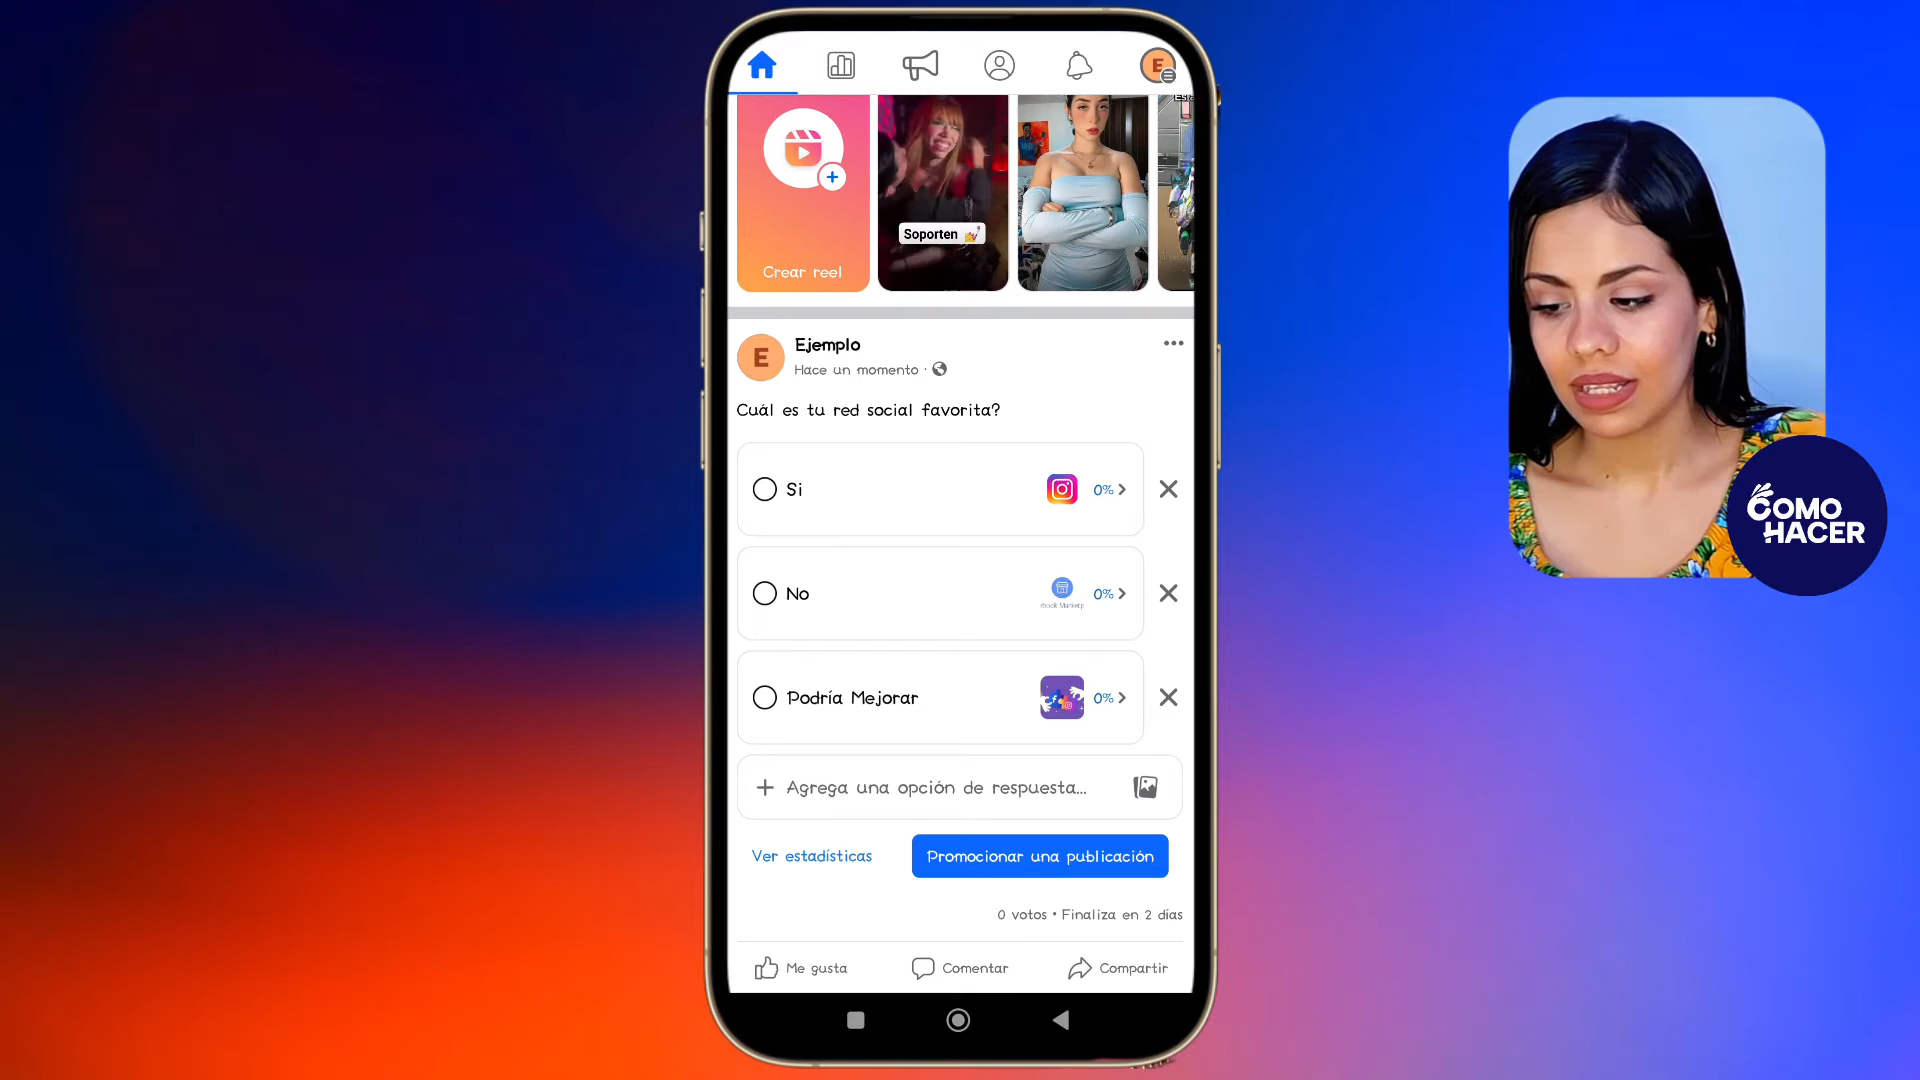 E
Soporten
Crear reel
E
Ejemplo
Hace un momento ·
...
Cuál es tu red social favorita?
Si
0%
No
0%
Podría Mejorar
0%
Agrega una opción de respuesta...
Ver estadísticas
Promocionar una publicación
0 votos • Finaliza en 2 días
Me gusta
Comentar
Compartir
COMO
HACER